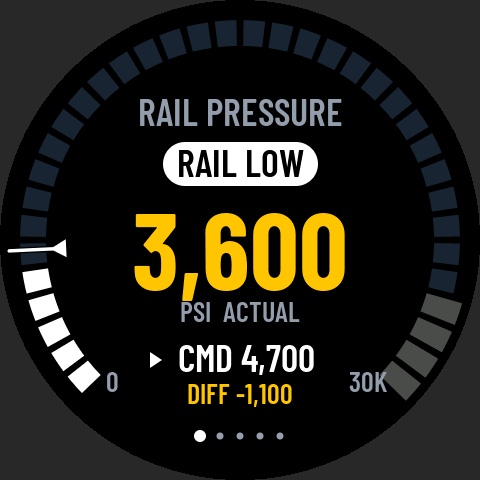 RAIL PRESSURE
RAIL LOW
3,600
PSI ACTUAL
CMD 4,700
0
30K
DIFF -1,100